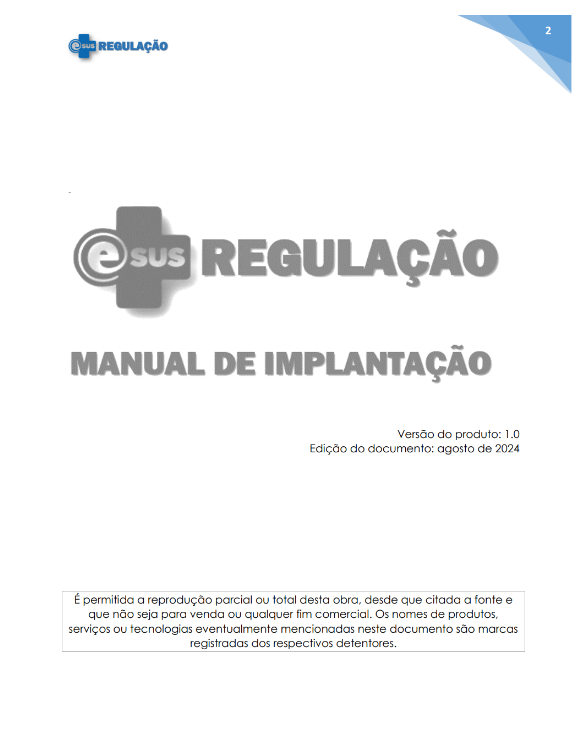 e sus REGULAÇÃO
2
e sus REGULAÇÃO
MANUAL DE IMPLANTAÇÃO
Versão do produto: 1.0
Edição do documento: agosto de 2024
É permitida a reprodução parcial ou total desta obra, desde que citada a fonte e
que não seja para venda ou qualquer fim comercial. Os nomes de produtos,
serviços ou tecnologias eventualmente mencionadas neste documento são marcas
registradas dos respectivos detentores.